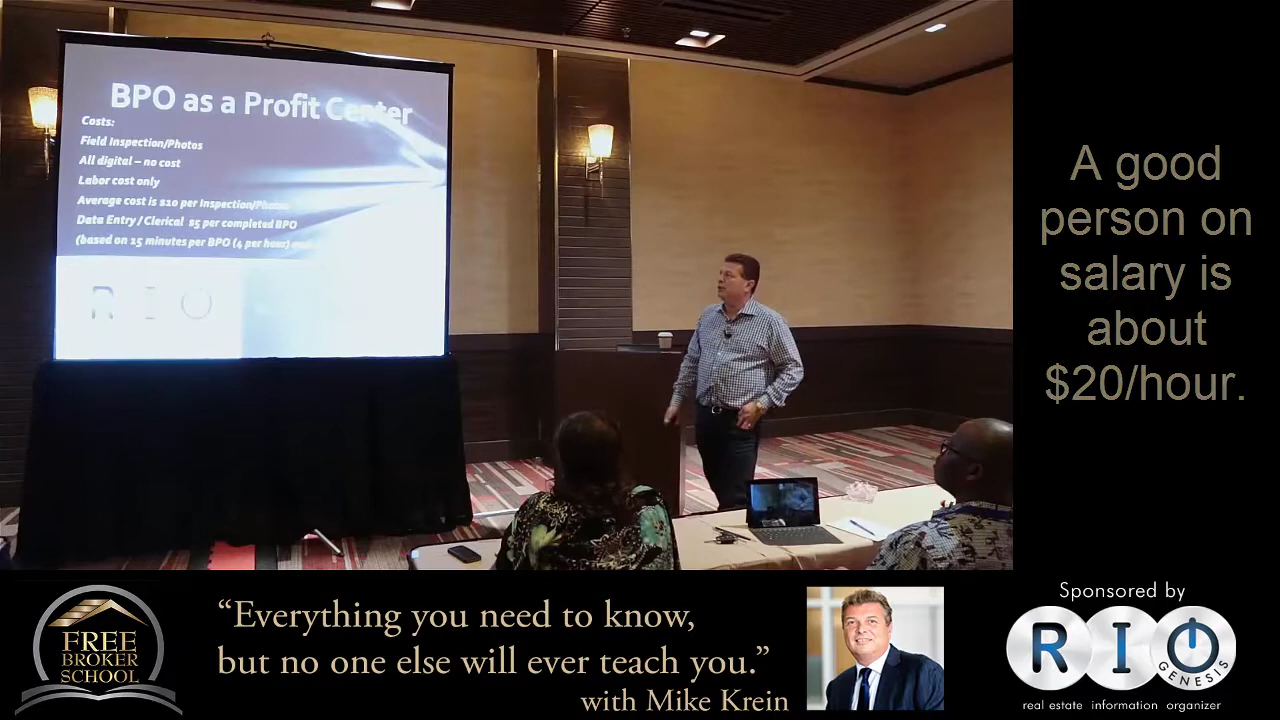 BPO as a Profit Center
Costs:
Field Inspection/Photos
All digital – no cost
Labor cost only
Average cost is $10 per Inspection/Photos
Data Entry / Clerical $5 per completed BPO
(based on 15 minutes per BPO (4 per hour)
R I O
A good
person on
salary is
about
$20/hour.
FREE
BROKER
SCHOOL
“Everything you need to know,
but no one else will ever teach you.”
with Mike Krein
Sponsored by
R I O
GENESIS
real estate information organizer